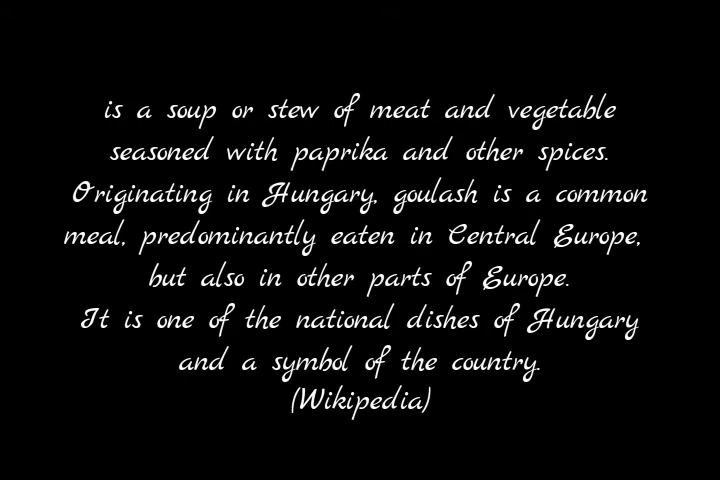 is a soup or stew of meat and vegetable
seasoned with paprika and other spices.
Originating in Hungary, goulash is a common
meal, predominantly eaten in Central Europe,
but also in other parts of Europe.
It is one of the national dishes of Hungary
and a symbol of the country.
(Wikipedia)